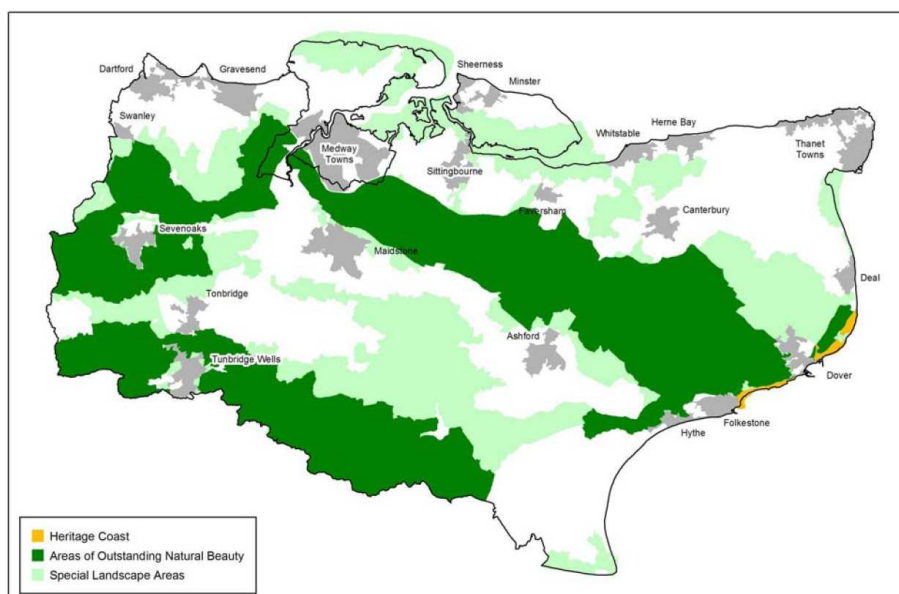 Sheerness
Dartford
Gravesend
Minster
Swanley
Whitstable
Herne Bay
Medway
Towns
Thanet
Towns
Sittingbourne
Faversham
Canterbury
Sevenoaks
Maidstone
Deal
Tonbridge
Ashford
Tunbridge Wells
Dover
Folkestone
Hythe
Heritage Coast
Areas of Outstanding Natural Beauty
Special Landscape Areas